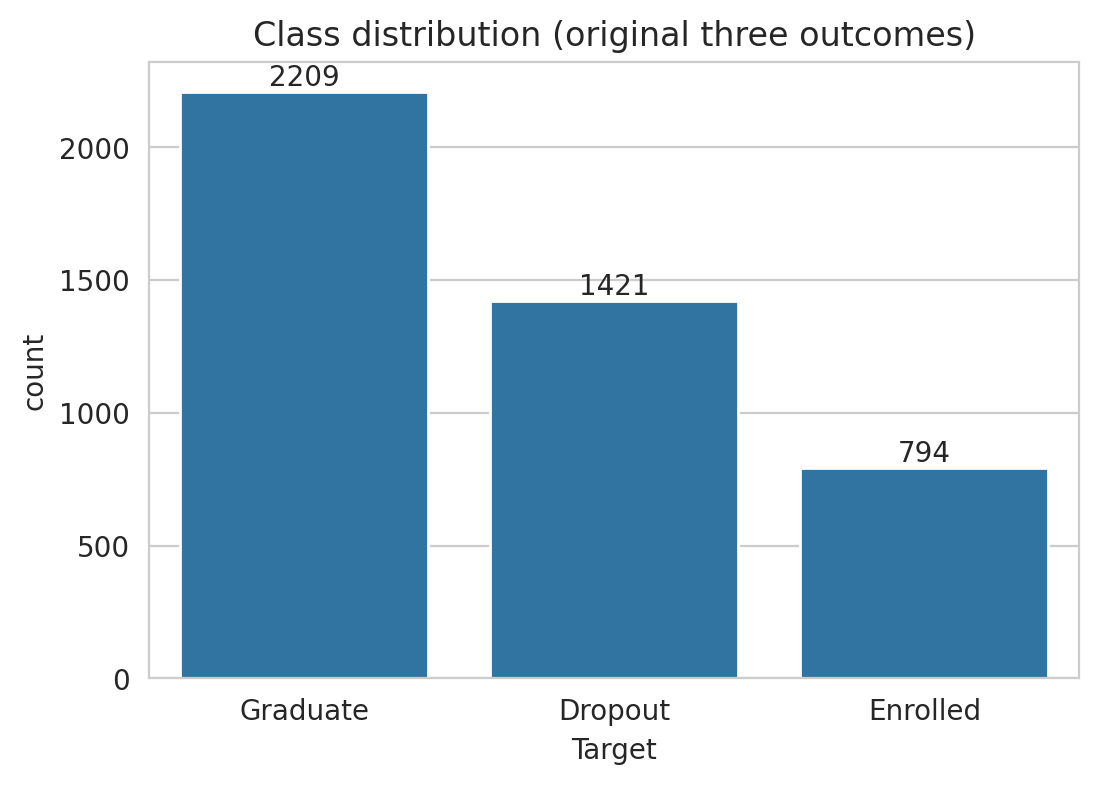 Class distribution (original three outcomes)
2209
2000
1500
1421
count
1000
794
500
0
Graduate
Dropout
Enrolled
Target